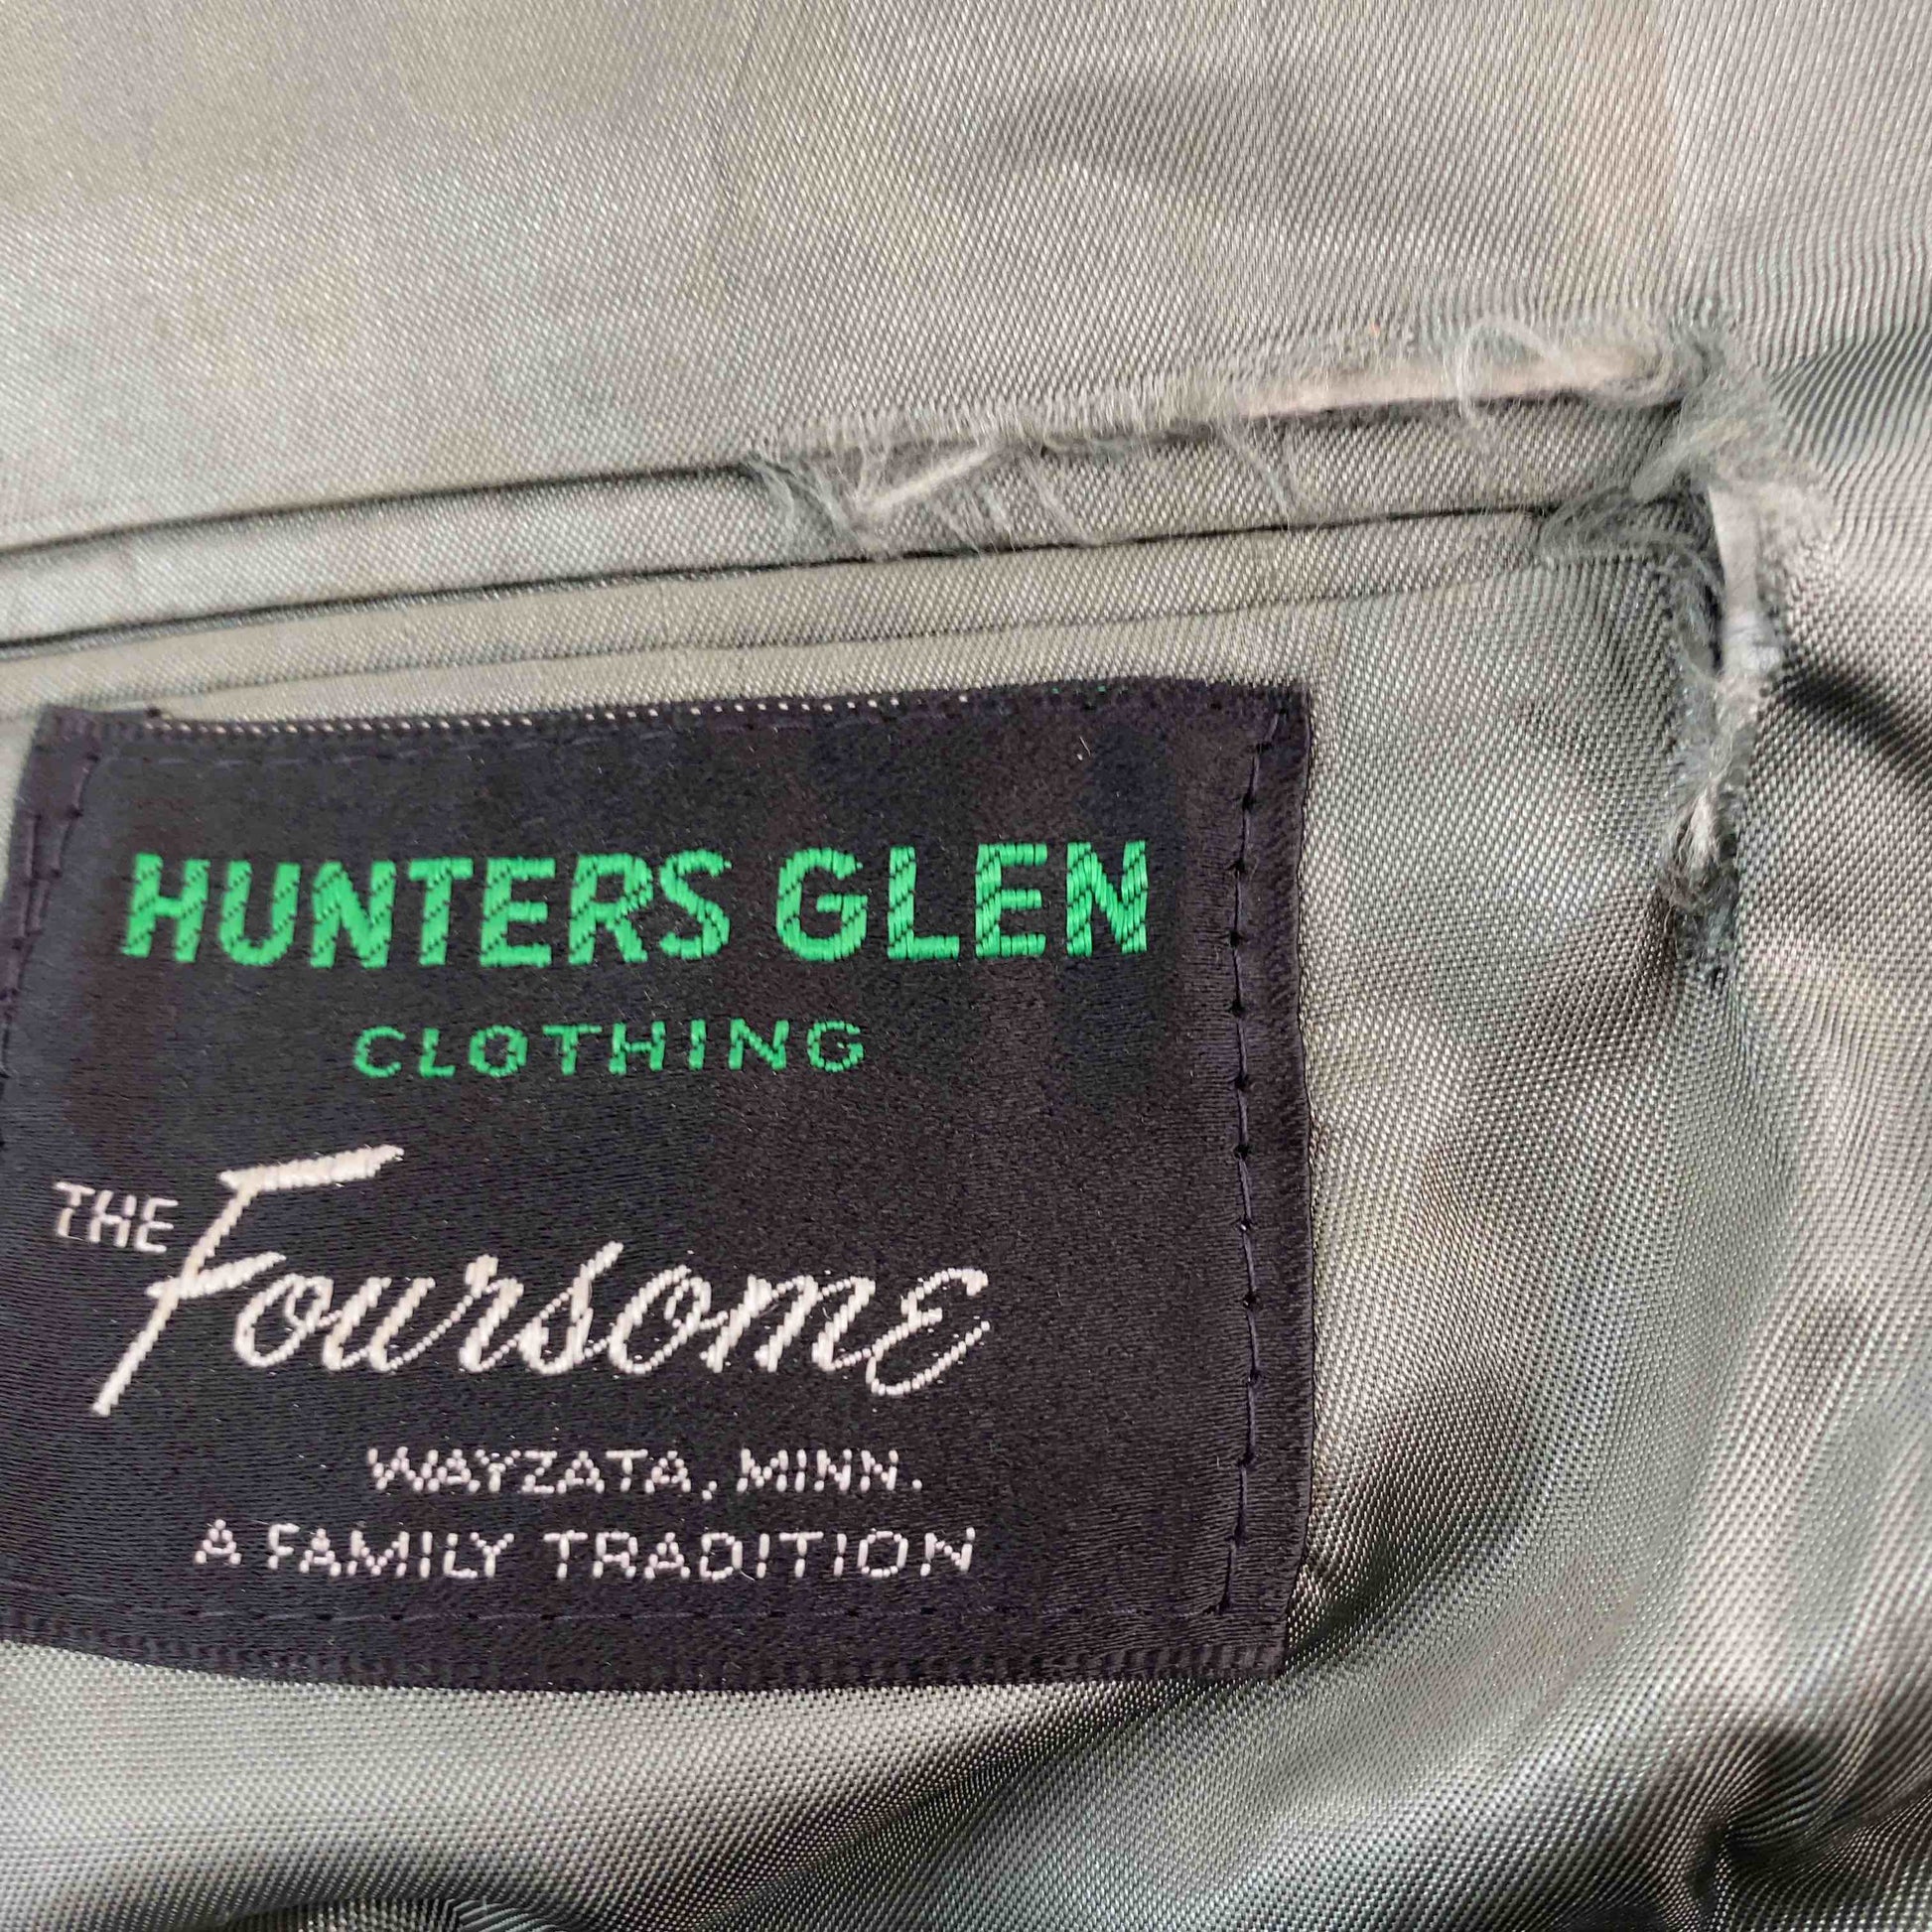 HUNTERS GLEN
CLOTHING
THE Foursome
WAYZATA, MINN.
A FAMILY TRADITION